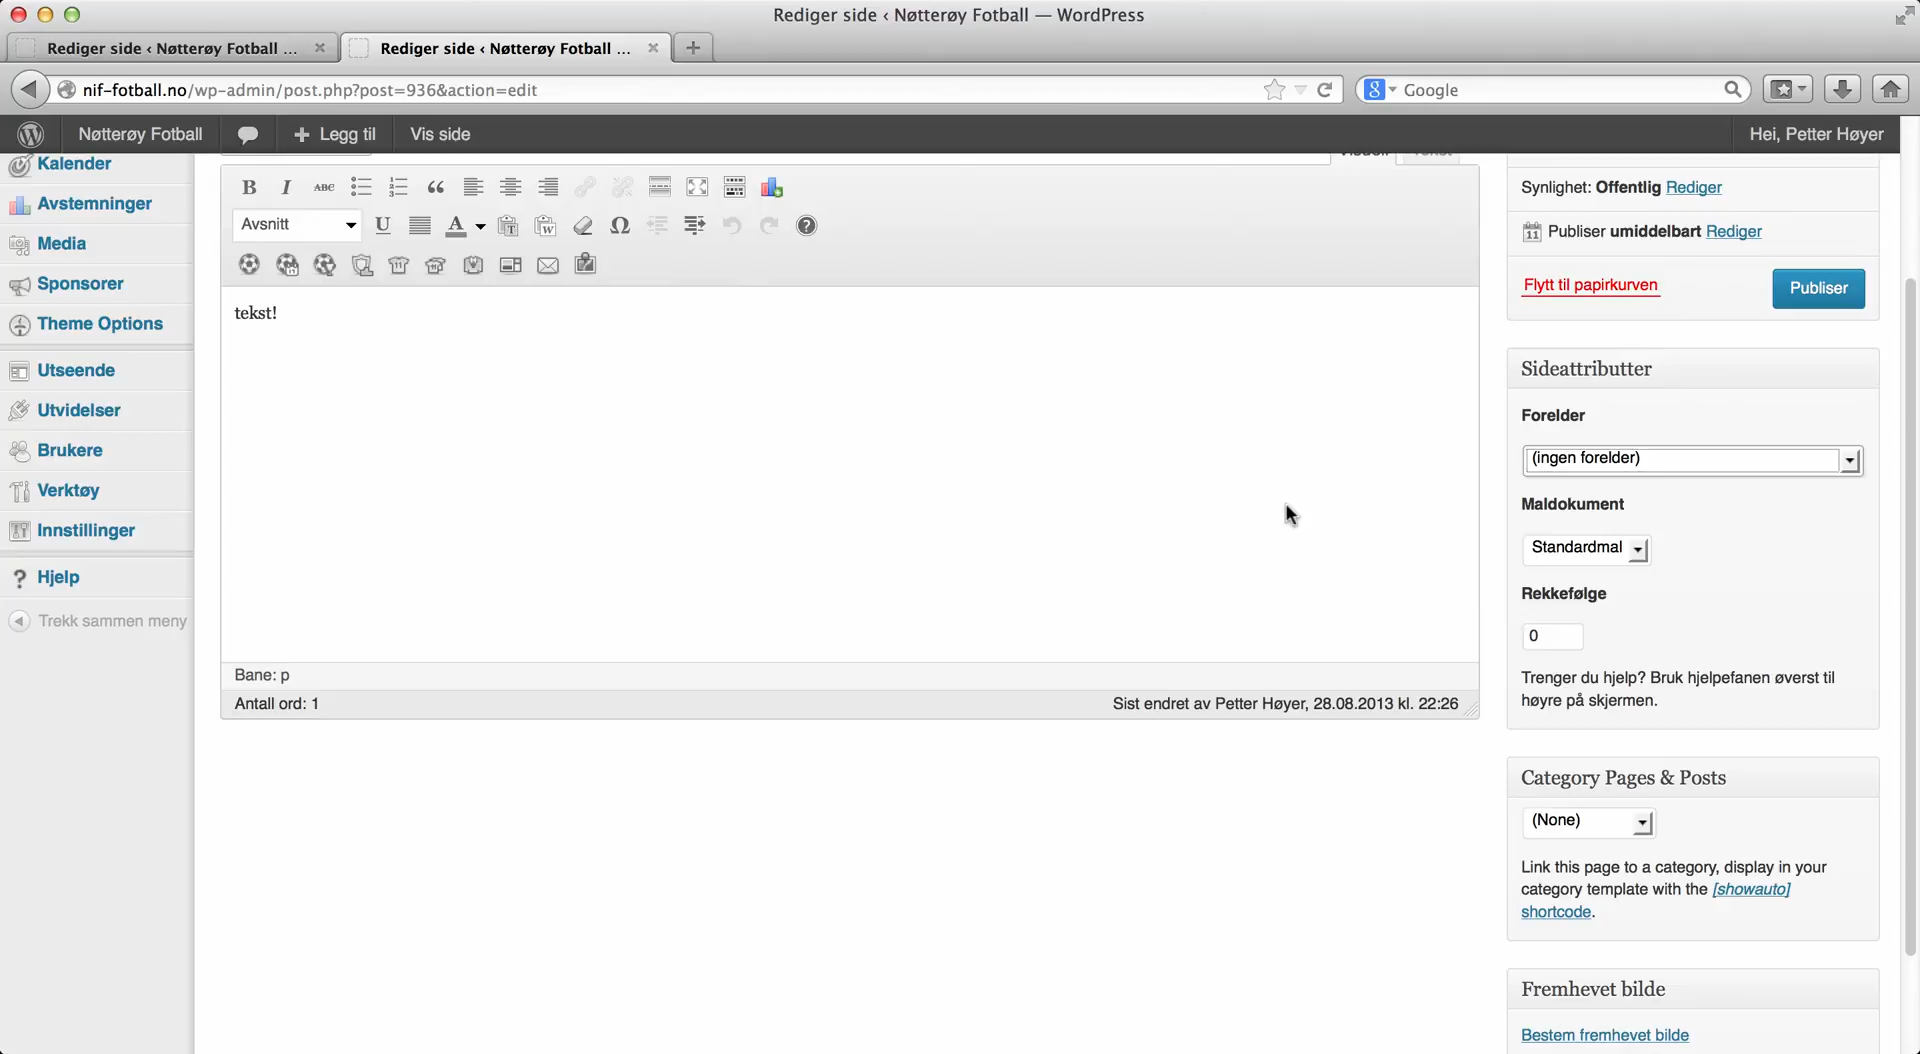 Rediger side ‹ Nøtterøy Fotball — WordPress
Rediger side ‹ Nøtterøy Fotball ...
Rediger side ‹ Nøtterøy Fotball ...
nif-fotball.no/wp-admin/post.php?post=936&action=edit
Google
Nøtterøy Fotball
Legg til
Vis side
Hei, Petter Høyer
Kalender
Avstemninger
Media
Sponsorer
Theme Options
Utseende
Utvidelser
Brukere
Verktøy
Innstillinger
Hjelp
Trekk sammen meny
B I ABC
Avsnitt
U A T W Ω
tekst!
Bane: p
Antall ord: 1
Sist endret av Petter Høyer, 28.08.2013 kl. 22:26
Synlighet: Offentlig Rediger
11 Publiser umiddelbart Rediger
Flytt til papirkurven
Publiser
Sideattributter
Forelder
(ingen forelder)
Maldokument
Standardmal
Rekkefølge
0
Trenger du hjelp? Bruk hjelpefanen øverst til
høyre på skjermen.
Category Pages & Posts
(None)
Link this page to a category, display in your
category template with the [showauto]
shortcode.
Fremhevet bilde
Bestem fremhevet bilde